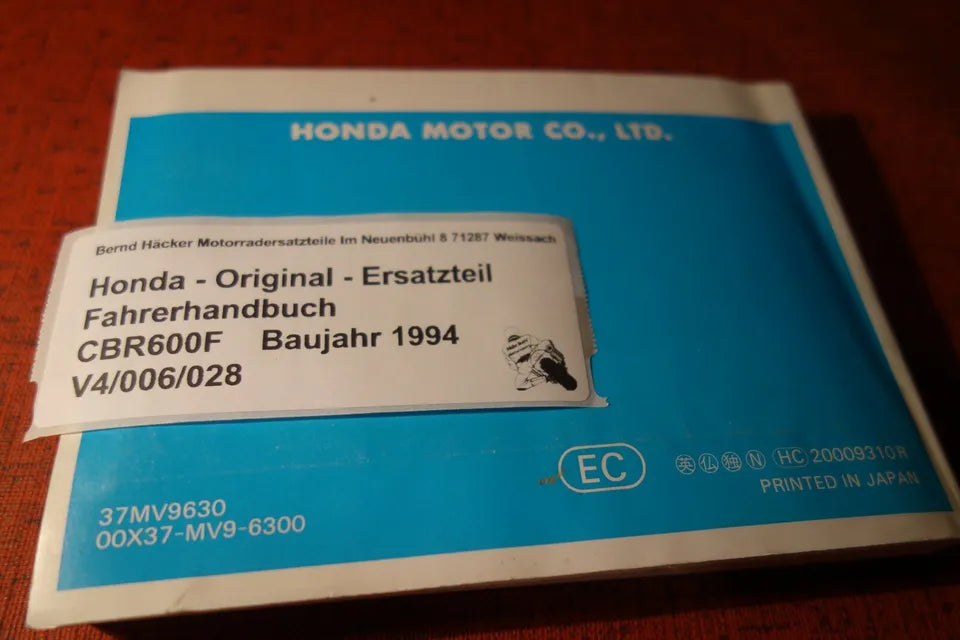 HONDA MOTOR CO., LTD.
Bernd Häcker Motorradersatzteile Im Neuenbühl 8 71287 Weissach
Honda - Original - Ersatzteil
Fahrerhandbuch
CBR600F Baujahr 1994
V4/006/028
EC
英 仏 独 N HC 20009310R
PRINTED IN JAPAN
37MV9630
00X37-MV9-6300